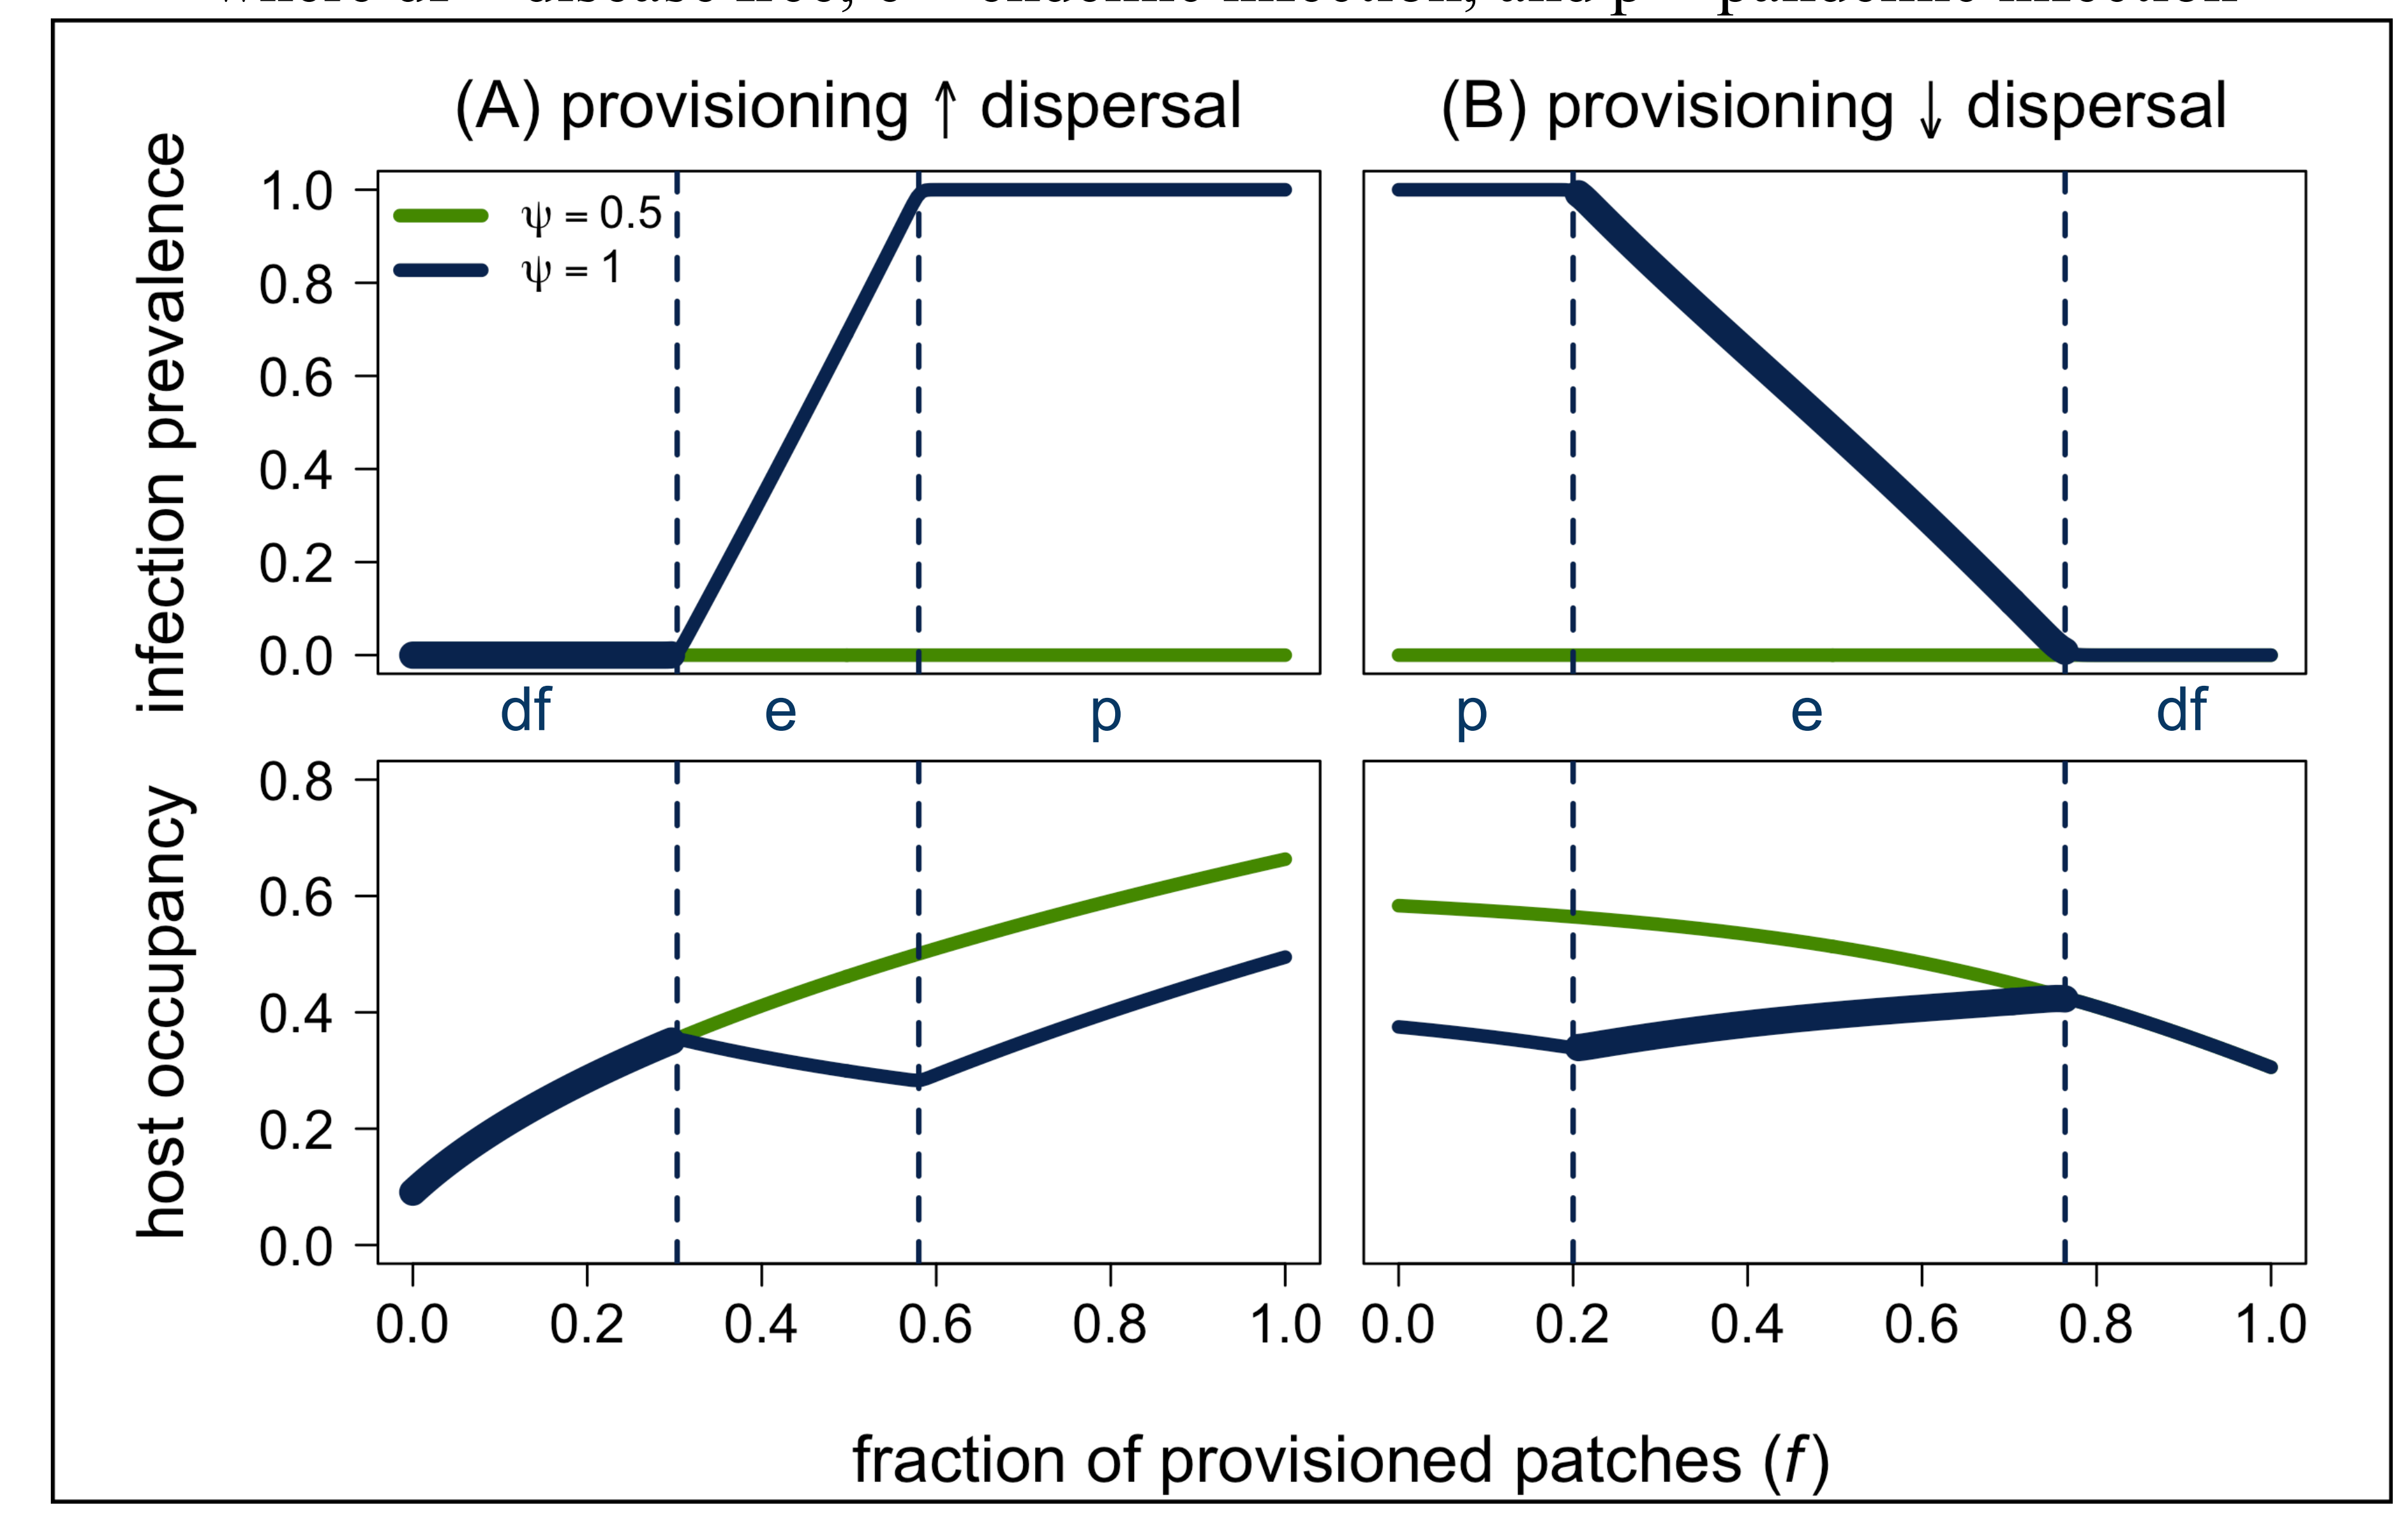 (A) provisioning ↑ dispersal
(B) provisioning ↓ dispersal
infection prevalence
1.0
0.8
0.6
0.4
0.2
0.0
ψ = 0.5
ψ = 1
df e p
p e df
host occupancy
0.8
0.6
0.4
0.2
0.0
0.0 0.2 0.4 0.6 0.8 1.0
0.0 0.2 0.4 0.6 0.8 1.0
fraction of provisioned patches (f)